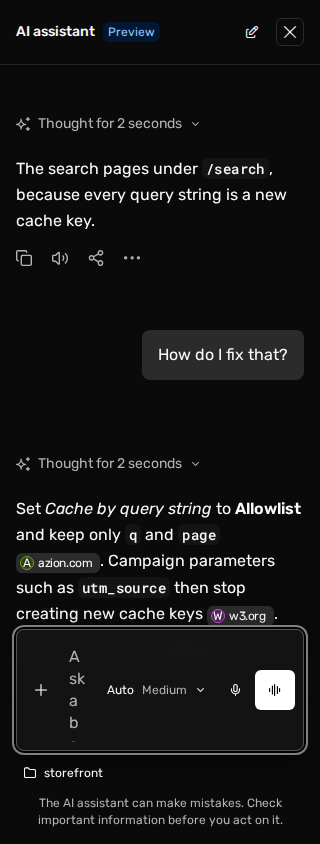 AI assistant Preview
Thought for 2 seconds
The search pages under /search,
because every query string is a new
cache key.
How do I fix that?
Thought for 2 seconds
Set Cache by query string to Allowlist
and keep only q and page
A azion.com. Campaign parameters
such as utm_source then stop
creating new cache keys W w3.org.
A
sk
a
b
Auto Medium
storefront
The AI assistant can make mistakes. Check
important information before you act on it.